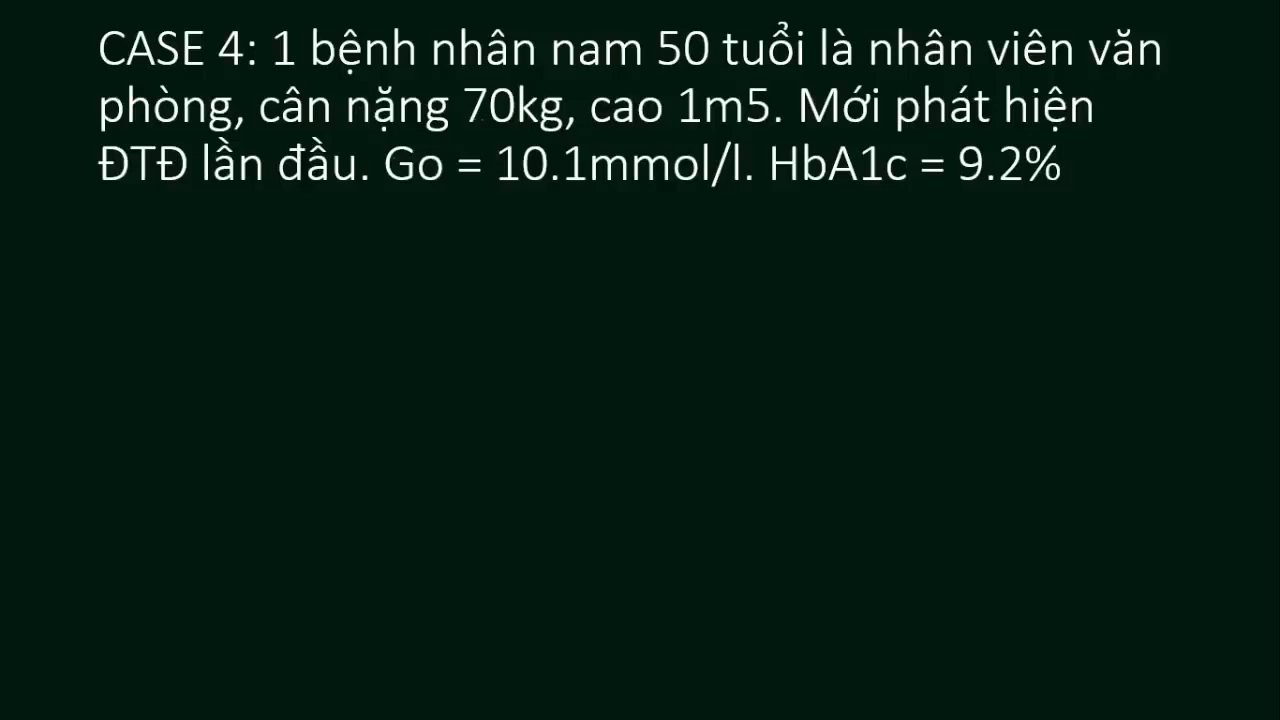 CASE 4: 1 bệnh nhân nam 50 tuổi là nhân viên văn
phòng, cân nặng 70kg, cao 1m5. Mới phát hiện
ĐTĐ lần đầu. Go = 10.1mmol/l. HbA1c = 9.2%